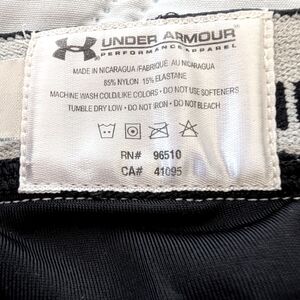 UNDER ARMOUR
PERFORMANCE APPAREL
MADE IN NICARAGUA /FABRIQUE AU NICARAGUA
85% NYLON 15% ELASTANE
MACHINE WASH COLD/LIKE COLORS • DO NOT USE SOFTENERS
TUMBLE DRY LOW • DO NOT IRON • DO NOT BLEACH
RN# 96510
CA# 41095